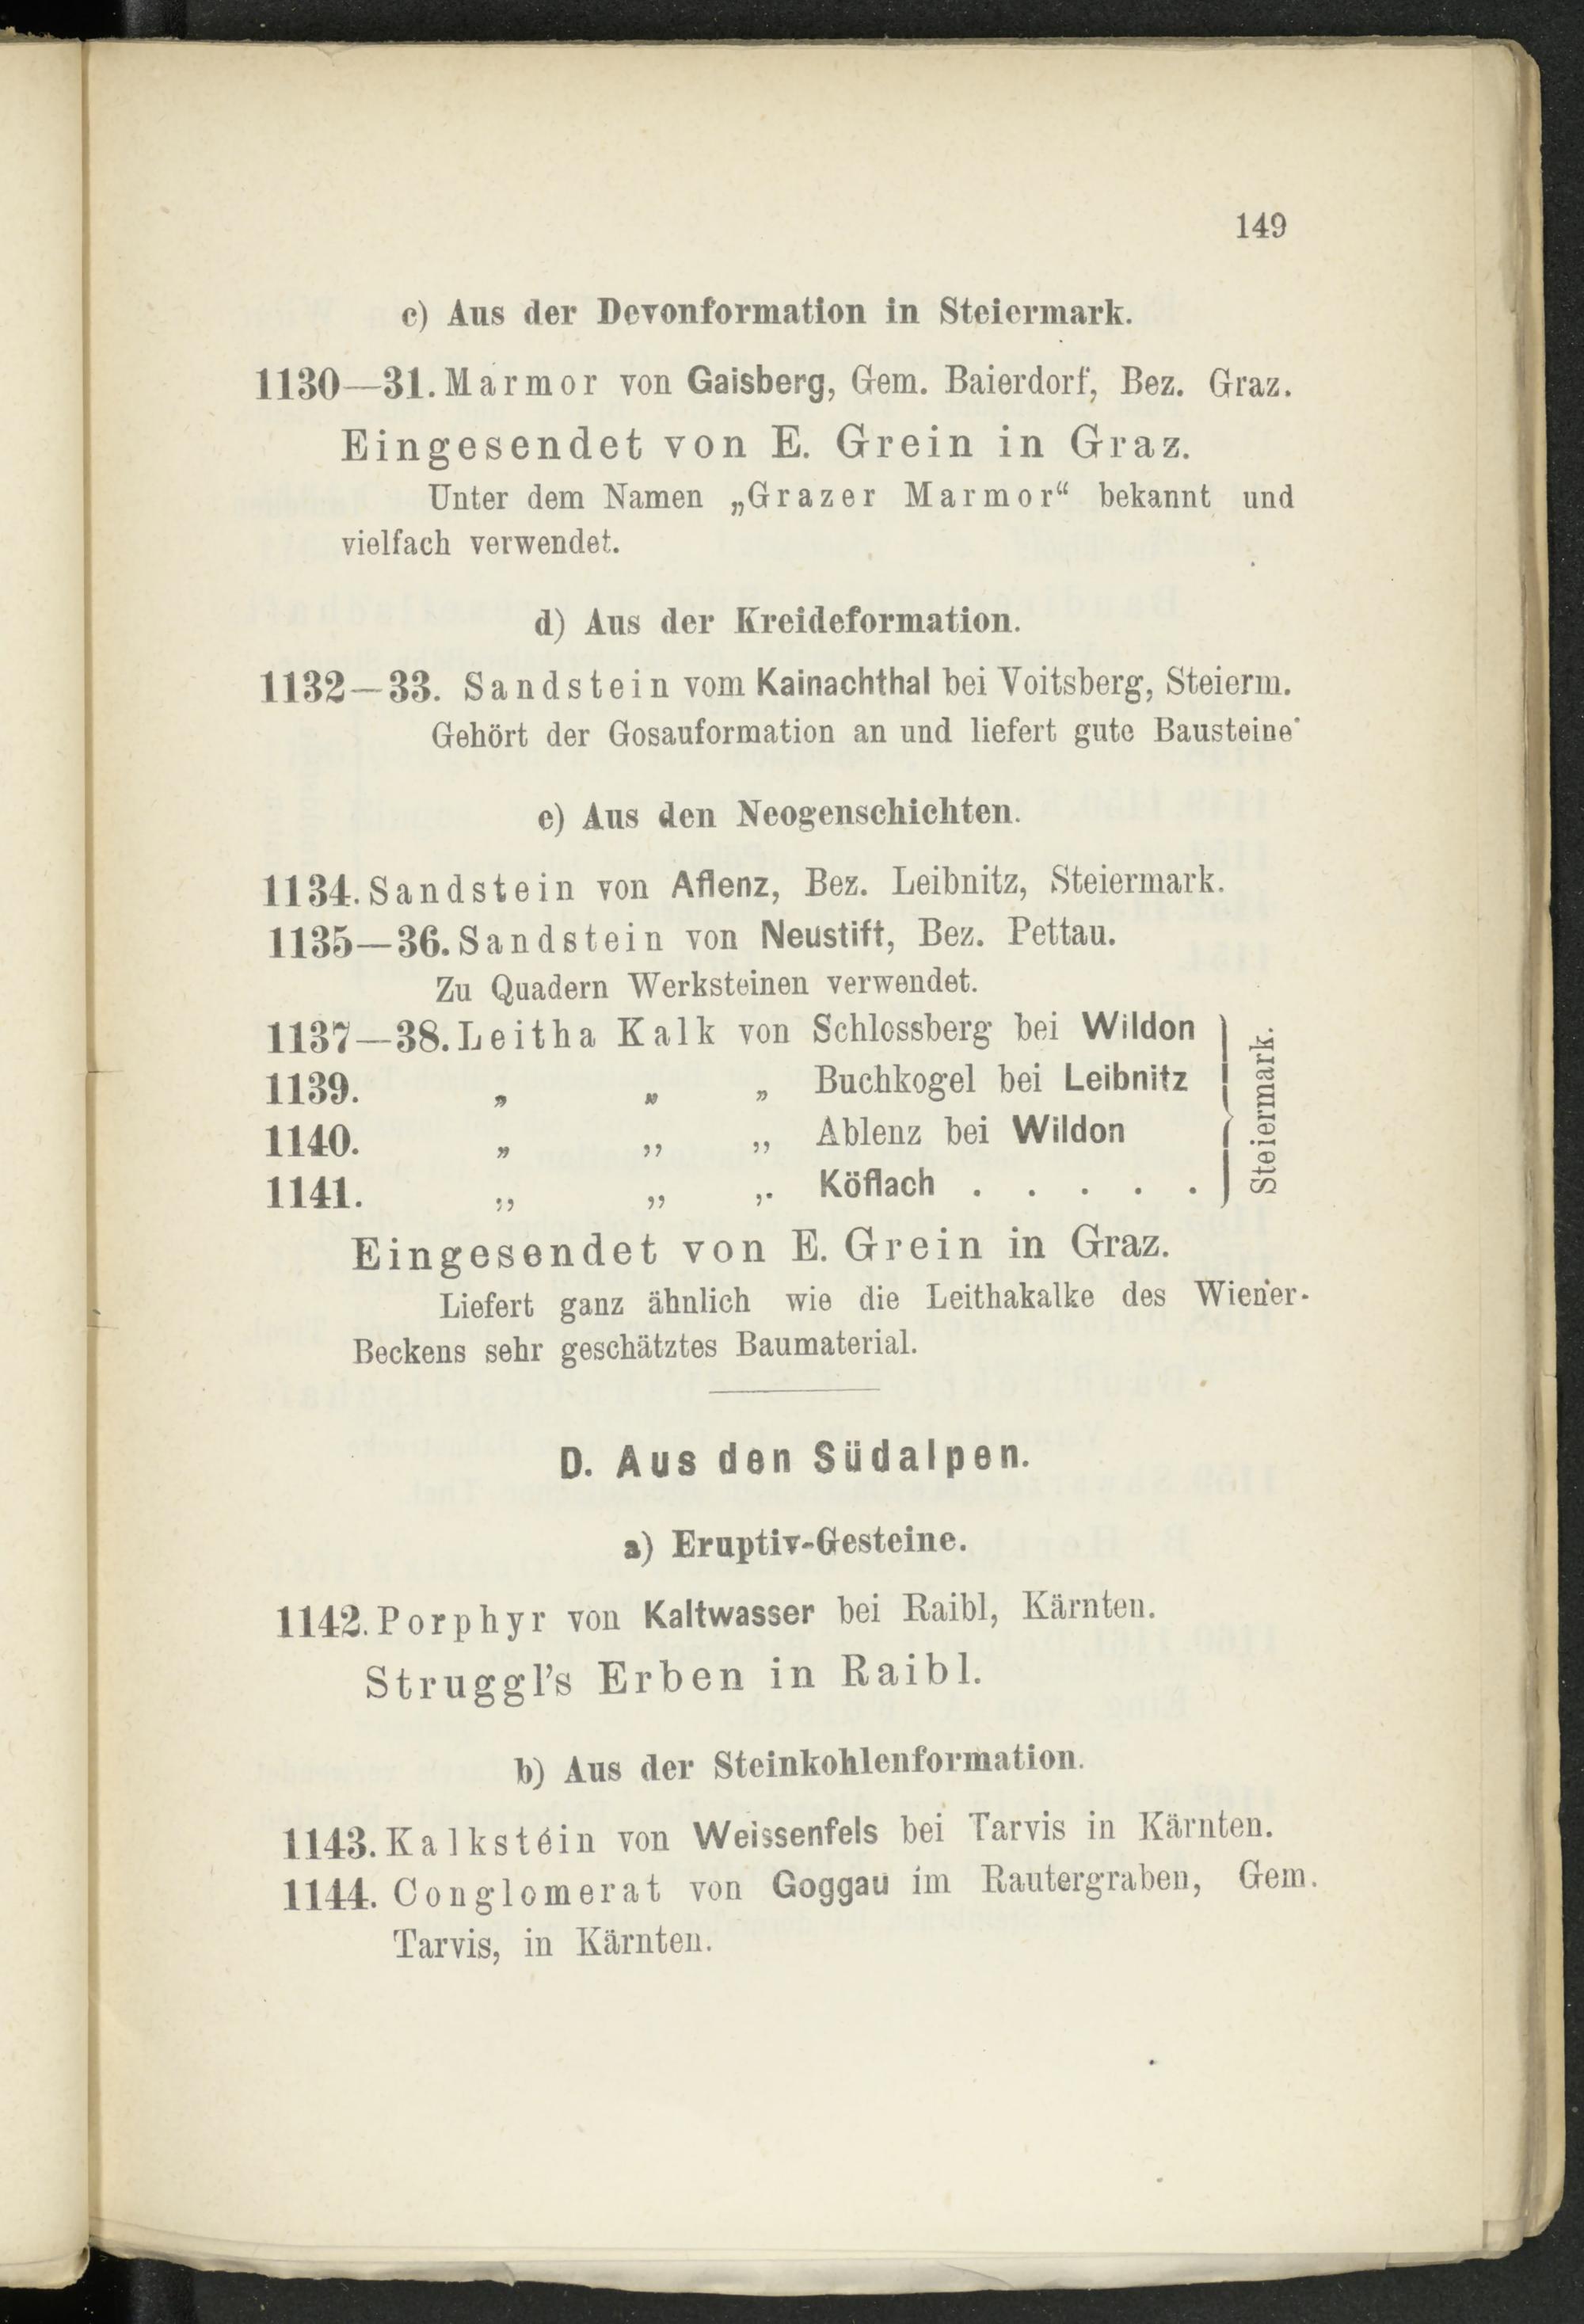 149
c) Aus der Devonformation in Steiermark.
1130—31. Marmor von Gaisberg, Gem. Baierdorf, Bez. Graz.
Eingesendet von E. Grein in Graz.
Unter dem Namen „Grazer Marmor“ bekannt und
vielfach verwendet.
d) Aus der Kreideformation.
1132—33. Sandstein vom Kainachthal bei Voitsberg, Steierm.
Gehört der Gosauformation an und liefert gute Bausteine
e) Aus den Neogenschichten.
1134. Sandstein von Aflenz, Bez. Leibnitz, Steiermark.
1135—36. Sandstein von Neustift, Bez. Pettau.
Zu Quadern Werksteinen verwendet.
1137—38. Leitha Kalk von Schlossberg bei Wildon
1139. „ „ „ Buchkogel bei Leibnitz
1140. „ „ „ Ablenz bei Wildon
1141. „ „ „ Köflach . . . . .
Steiermark.
Eingesendet von E. Grein in Graz.
Liefert ganz ähnlich wie die Leithakalke des Wiener-
Beckens sehr geschätztes Baumaterial.
D. Aus den Südalpen.
a) Eruptiv-Gesteine.
1142. Porphyr von Kaltwasser bei Raibl, Kärnten.
Struggl's Erben in Raibl.
b) Aus der Steinkohlenformation.
1143. Kalkstein von Weissenfels bei Tarvis in Kärnten.
1144. Conglomerat von Goggau im Rautergraben, Gem.
Tarvis, in Kärnten.